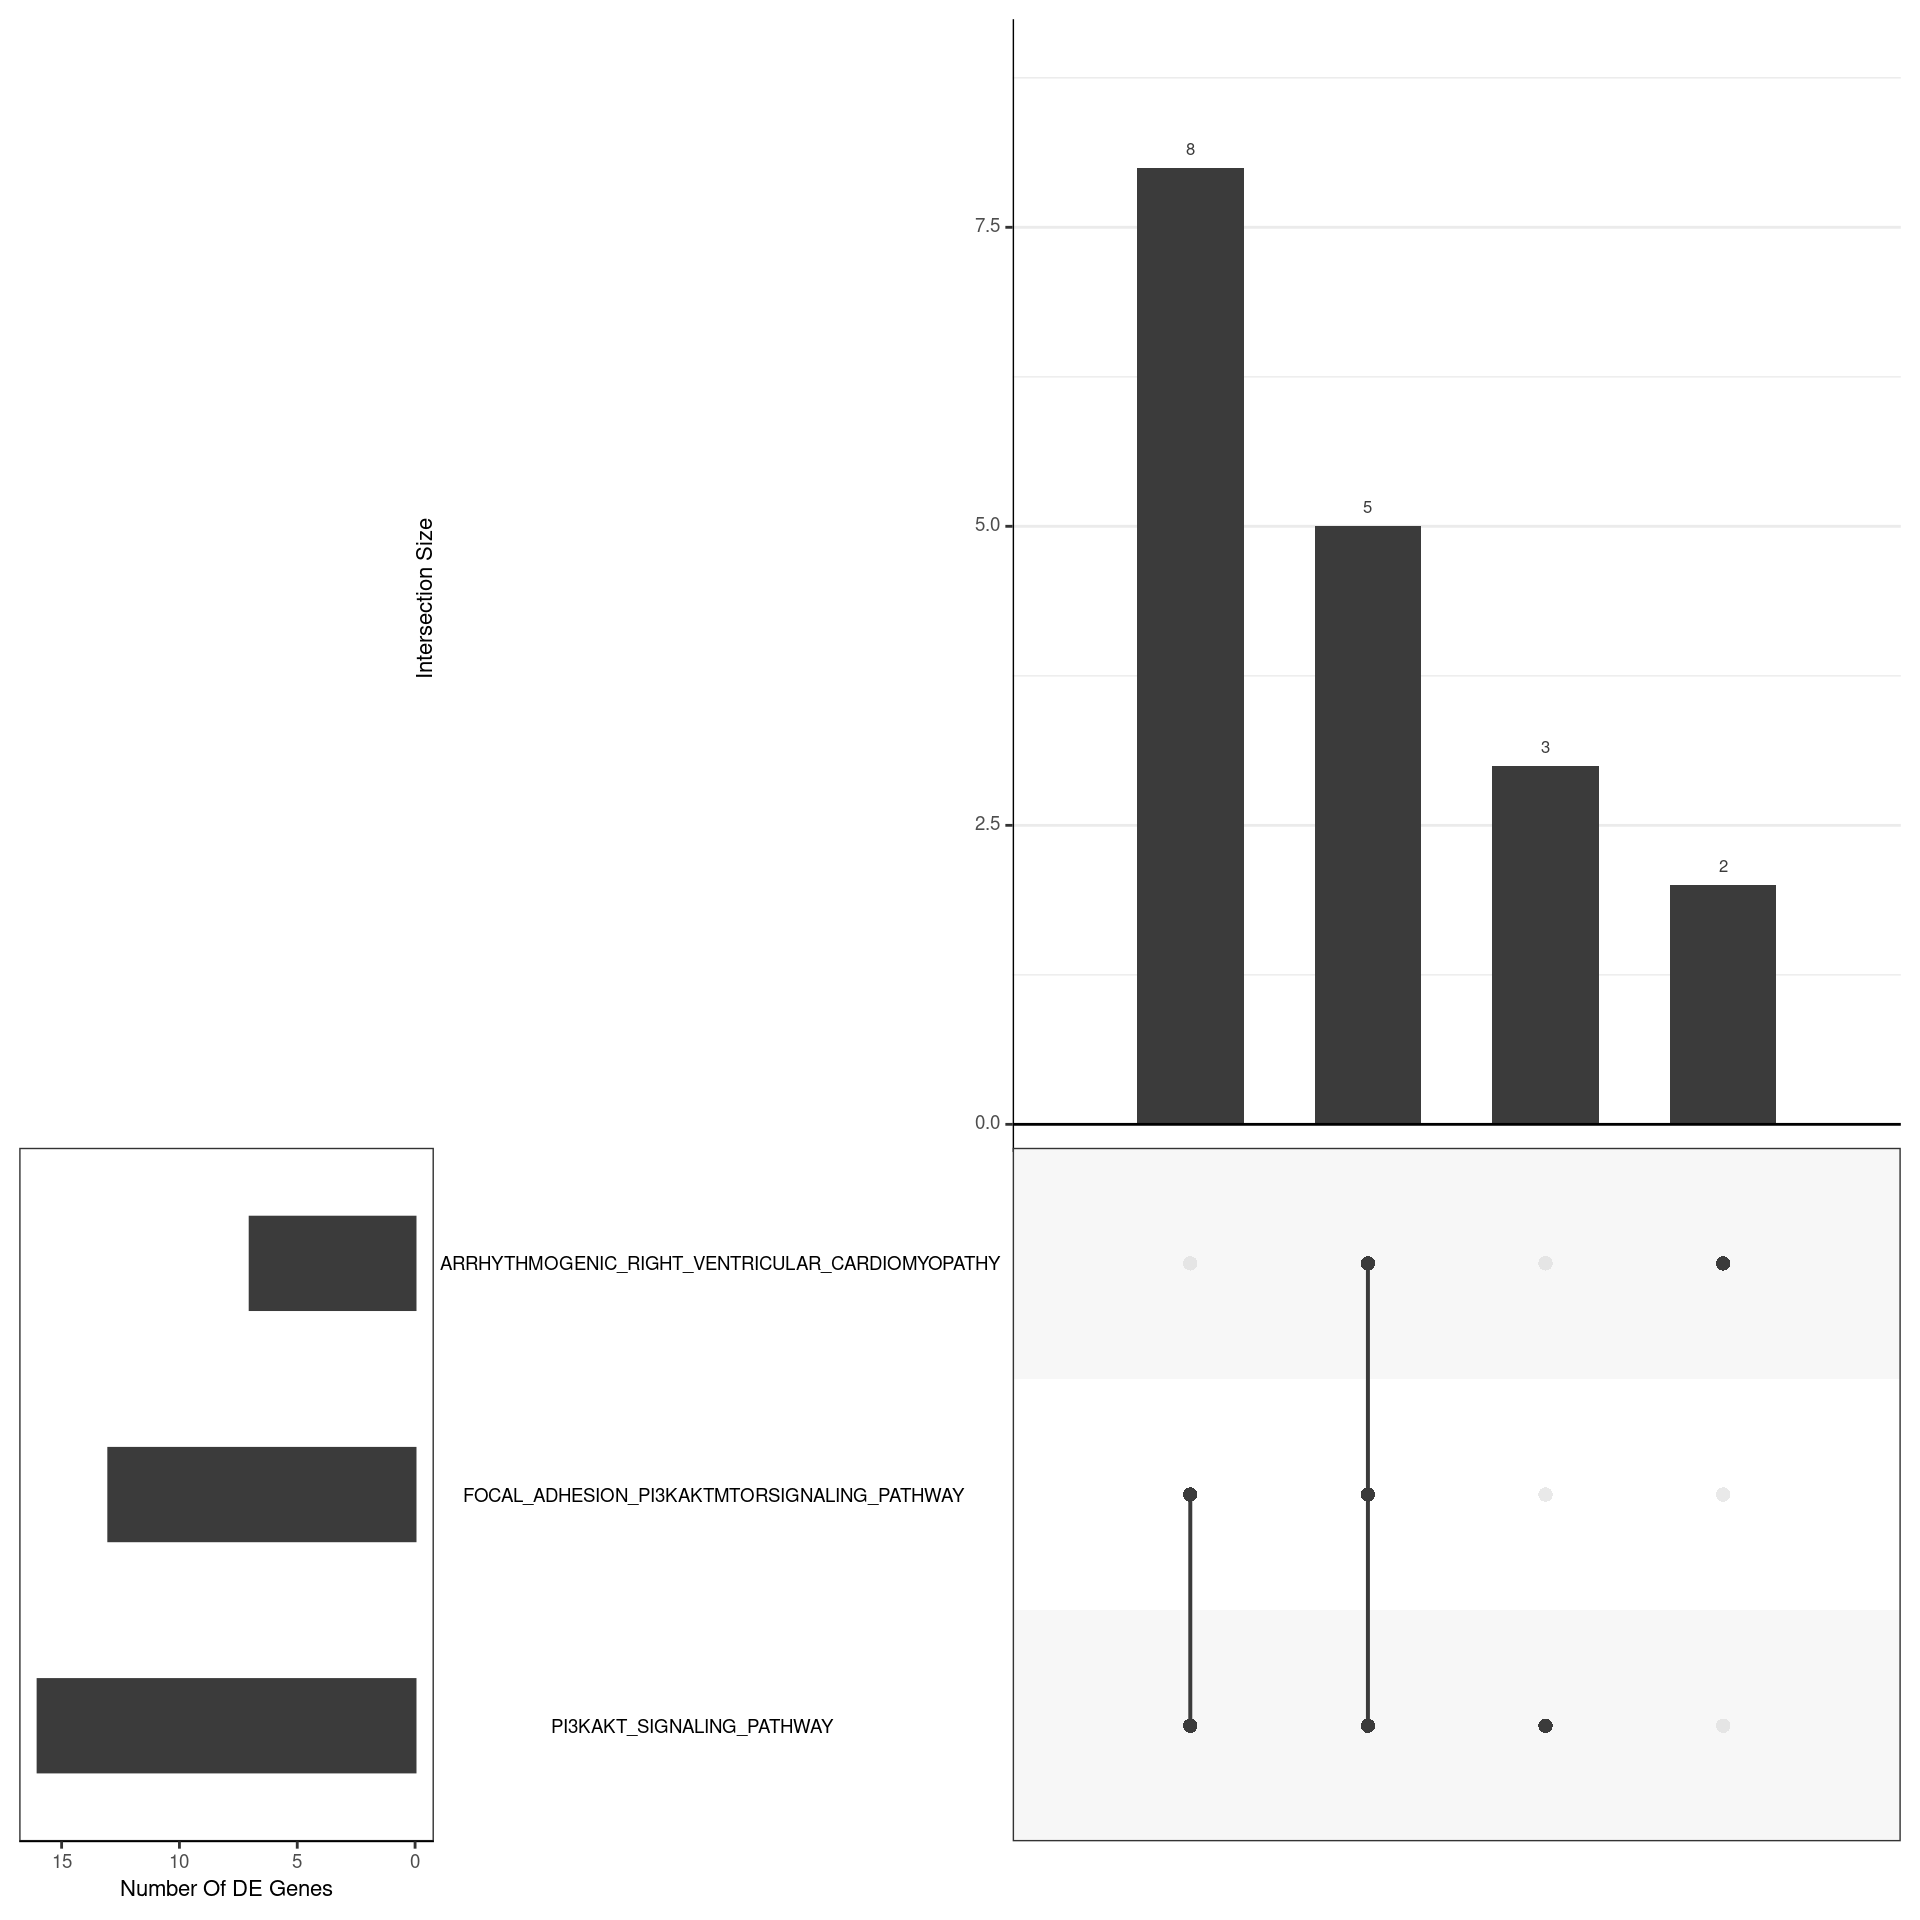 8
7.5
5
5.0
Intersection Size
3
2.5
2
0.0
ARRHYTHMOGENIC_RIGHT_VENTRICULAR_CARDIOMYOPATHY
FOCAL_ADHESION_PI3KAKTMTORSIGNALING_PATHWAY
PI3KAKT_SIGNALING_PATHWAY
15 10 5 0
Number Of DE Genes